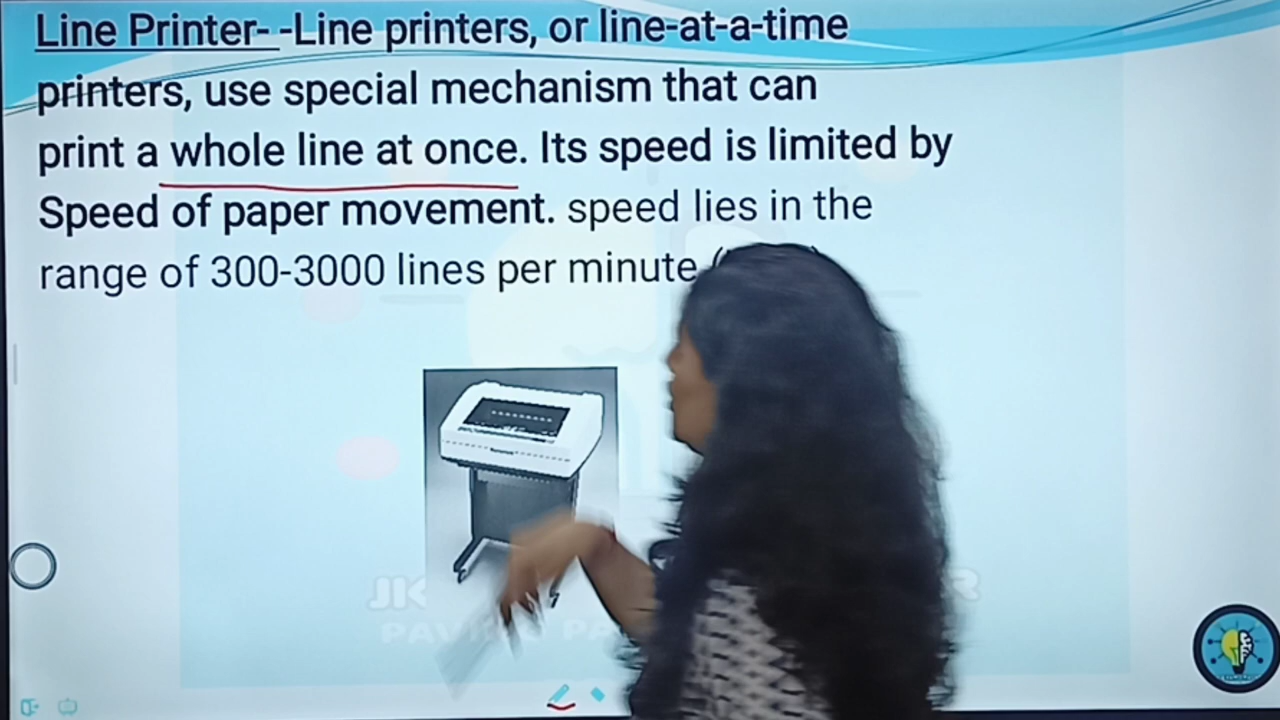 Line Printer- -Line printers, or line-at-a-time
printers, use special mechanism that can
print a whole line at once. Its speed is limited by
Speed of paper movement. speed lies in the
range of 300-3000 lines per minute (
JK